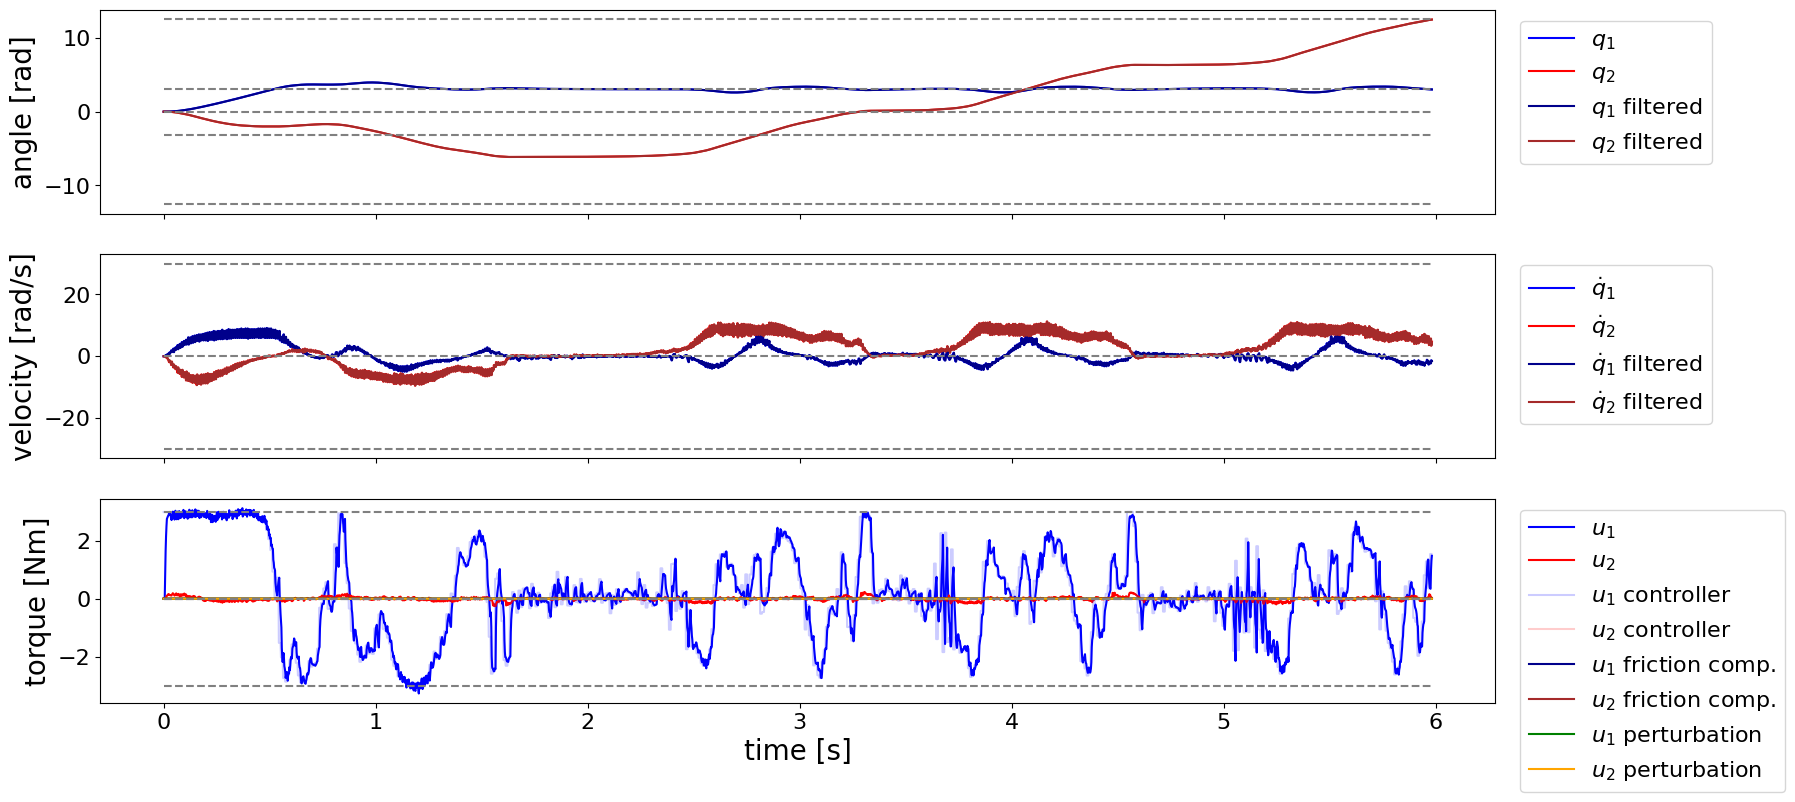 angle [rad]
10
0
−10
q₁
q₂
q₁ filtered
q₂ filtered
velocity [rad/s]
20
0
−20
q̇₁
q̇₂
q̇₁ filtered
q̇₂ filtered
torque [Nm]
2
0
−2
0 1 2 3 4 5 6
time [s]
u₁
u₂
u₁ controller
u₂ controller
u₁ friction comp.
u₂ friction comp.
u₁ perturbation
u₂ perturbation